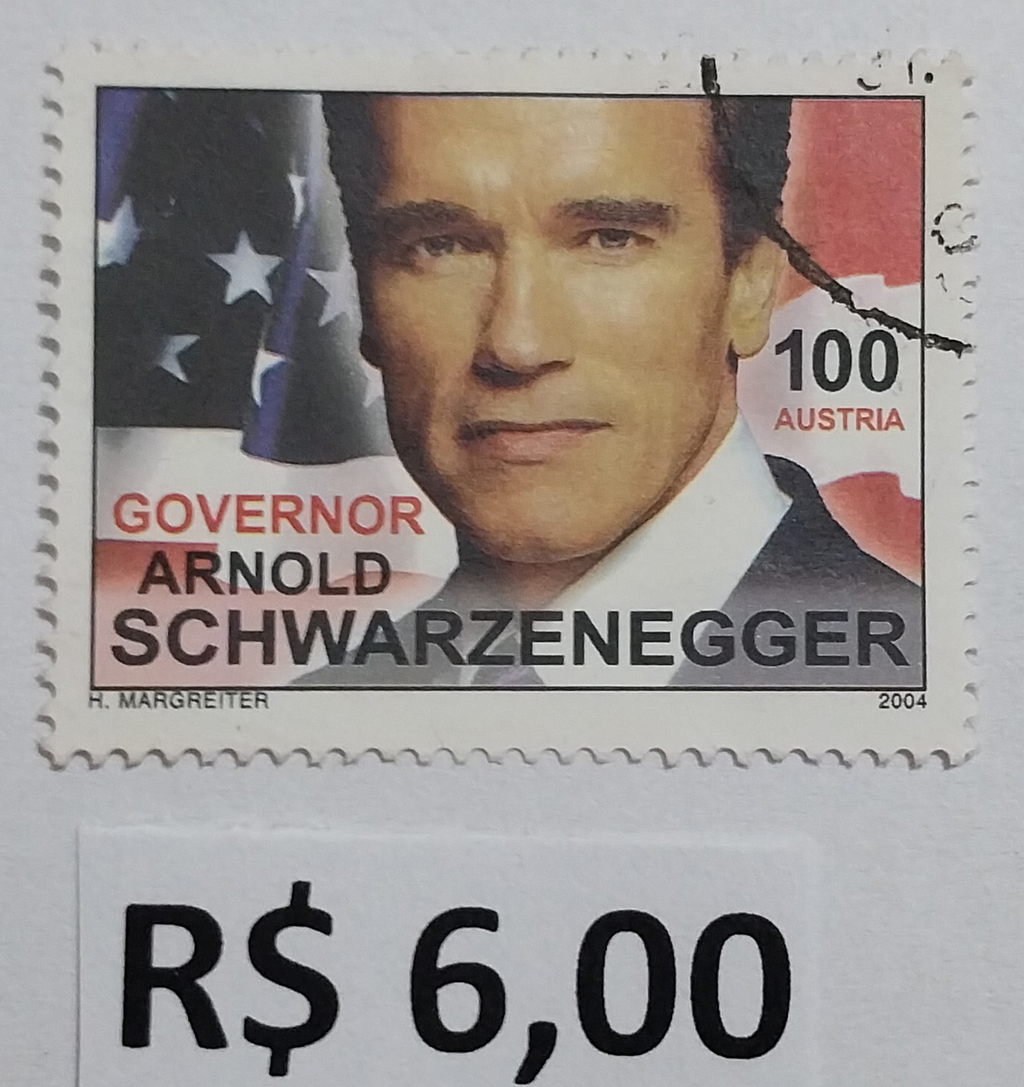 100
AUSTRIA
GOVERNOR
ARNOLD
SCHWARZENEGGER
H. MARGREITER
2004
R$ 6,00